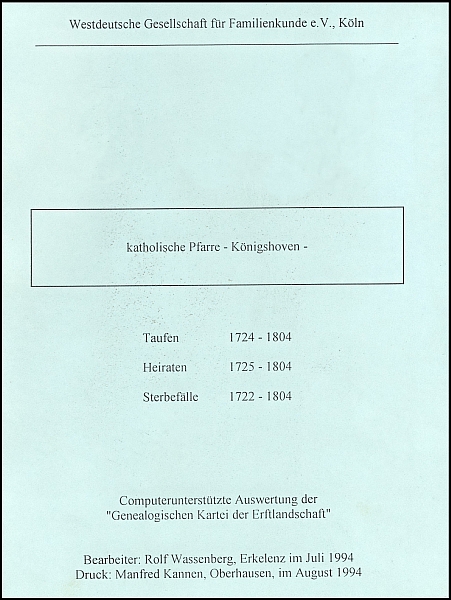 Westdeutsche Gesellschaft für Familienkunde e.V., Köln
katholische Pfarre - Königshoven -
Taufen 1724 - 1804
Heiraten 1725 - 1804
Sterbefälle 1722 - 1804
Computerunterstützte Auswertung der
"Genealogischen Kartei der Erftlandschaft"
Bearbeiter: Rolf Wassenberg, Erkelenz im Juli 1994
Druck: Manfred Kannen, Oberhausen, im August 1994